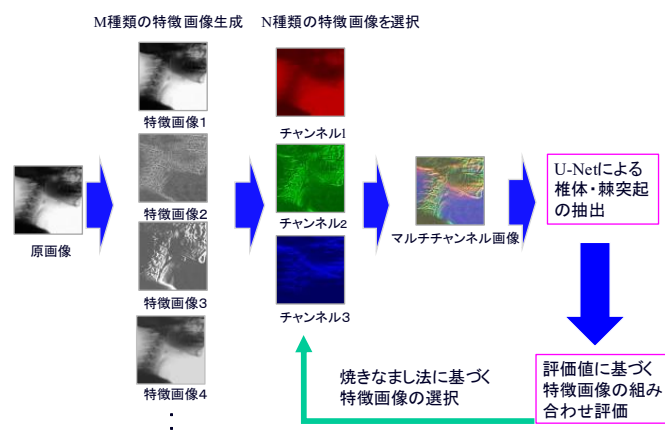 M種類の特徴画像生成
N種類の特徴画像を選択
原画像
特徴画像1
特徴画像2
特徴画像3
特徴画像4
・
・
チャンネル1
チャンネル2
チャンネル3
マルチチャンネル画像
U-Netによる
椎体・棘突起
の抽出
評価値に基づく
特徴画像の組み
合わせ評価
焼きなまし法に基づく
特徴画像の選択